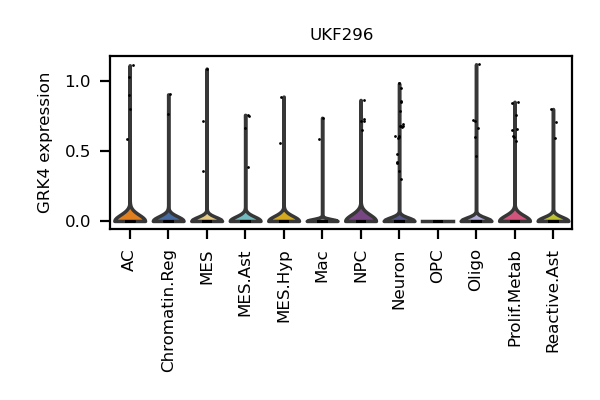 UKF296
GRK4 expression
1.0
0.5
0.0
AC
Chromatin.Reg
MES
MES.Ast
MES.Hyp
Mac
NPC
Neuron
OPC
Oligo
Prolif.Metab
Reactive.Ast